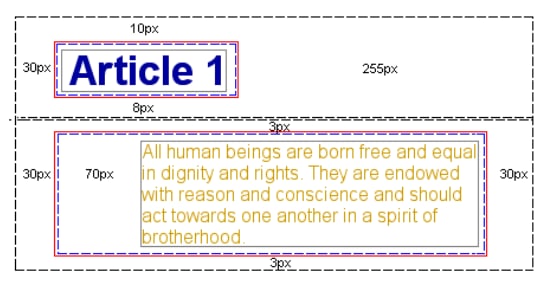 10px
30px
Article 1
255px
8px
3px
30px
70px
All human beings are born free and equal
in dignity and rights. They are endowed
with reason and conscience and should
act towards one another in a spirit of
brotherhood.
30px
3px